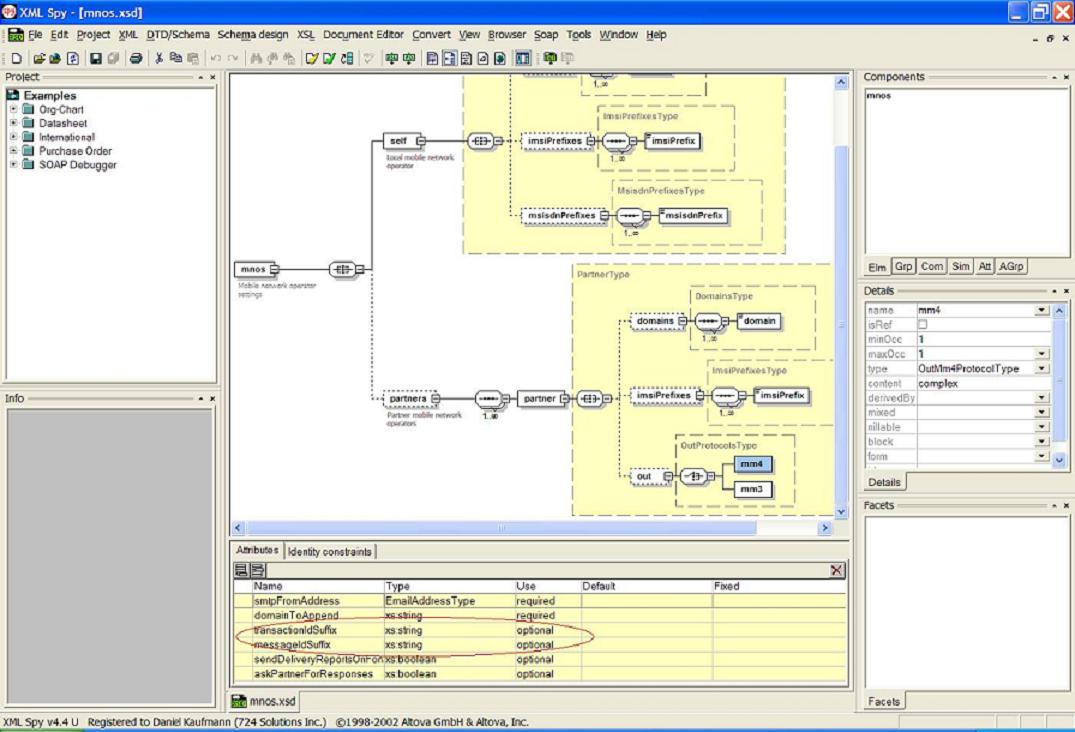 XML Spy - [mnos.xsd]
File Edit Project XML DTD/Schema Schema design XSL Document Editor Convert View Browser Soap Tools Window Help
Project
Examples
Org-Chart
Datasheet
International
Purchase Order
SOAP Debugger
Info
1..∞
ImsiPrefixesType
self
imsiPrefixes
imsiPrefix
Local mobile network
operator
1..∞
MsisdnPrefixesType
msisdnPrefixes
msisdnPrefix
1..∞
mnos
Mobile network operator
settings
PartnerType
DomainsType
domains
domain
1..∞
ImsiPrefixesType
partners
partner
imsiPrefixes
imsiPrefix
Partner mobile network
operators
1..∞
1..∞
OutProtocolsType
mm4
out
mm3
Attributes Identity constraints
Name Type Use Default Fixed
smtpFromAddress EmailAddressType required
domainToAppend xs:string required
transactionIdSuffix xs:string optional
messageIdSuffix xs:string optional
sendDeliveryReportsOnFor xs:boolean optional
askPartnerForResponses xs:boolean optional
mnos.xsd
Components
mnos
Elm Grp Com Sim Att AGrp
Details
name mm4
isRef
minOcc 1
maxOcc 1
type OutMm4ProtocolType
content complex
derivedBy
mixed
nillable
block
form
Details
Facets
Facets
XML Spy v4.4 U Registered to Daniel Kaufmann (724 Solutions Inc.) ©1998-2002 Altova GmbH & Altova, Inc.